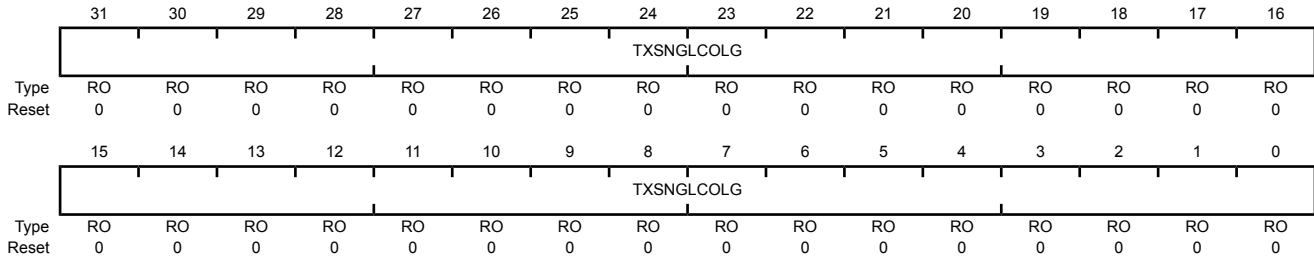 31 30 29 28 27 26 25 24 23 22 21 20 19 18 17 16
TXSNGLCOLG
Type RO RO RO RO RO RO RO RO RO RO RO RO RO RO RO RO
Reset 0 0 0 0 0 0 0 0 0 0 0 0 0 0 0 0
15 14 13 12 11 10 9 8 7 6 5 4 3 2 1 0
TXSNGLCOLG
Type RO RO RO RO RO RO RO RO RO RO RO RO RO RO RO RO
Reset 0 0 0 0 0 0 0 0 0 0 0 0 0 0 0 0